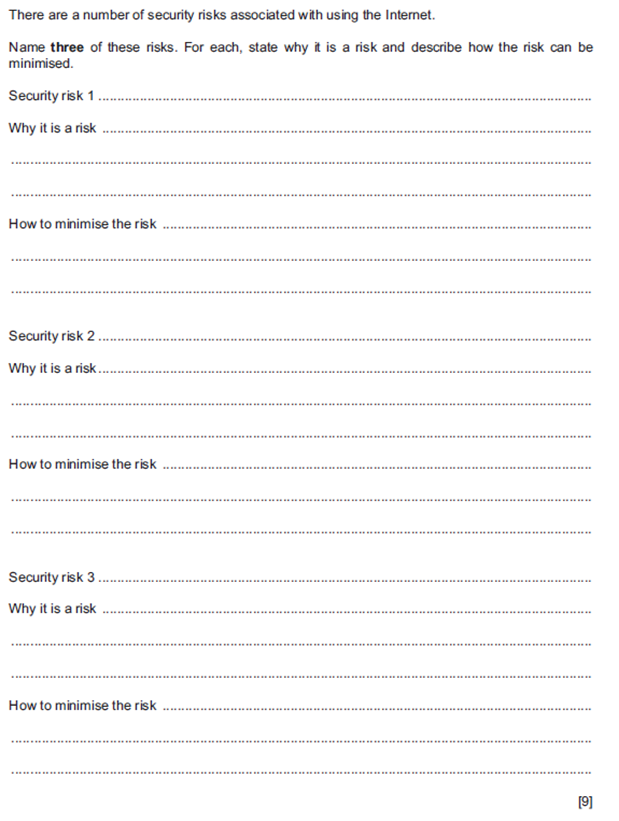 There are a number of security risks associated with using the Internet.
Name three of these risks. For each, state why it is a risk and describe how the risk can be
minimised.
Security risk 1 ..........................................................................................
Why it is a risk ..........................................................................................
..........................................................................................
..........................................................................................
How to minimise the risk ..........................................................................................
..........................................................................................
..........................................................................................
Security risk 2 ..........................................................................................
Why it is a risk ..........................................................................................
..........................................................................................
..........................................................................................
How to minimise the risk ..........................................................................................
..........................................................................................
..........................................................................................
Security risk 3 ..........................................................................................
Why it is a risk ..........................................................................................
..........................................................................................
..........................................................................................
How to minimise the risk ..........................................................................................
..........................................................................................
..........................................................................................
[9]